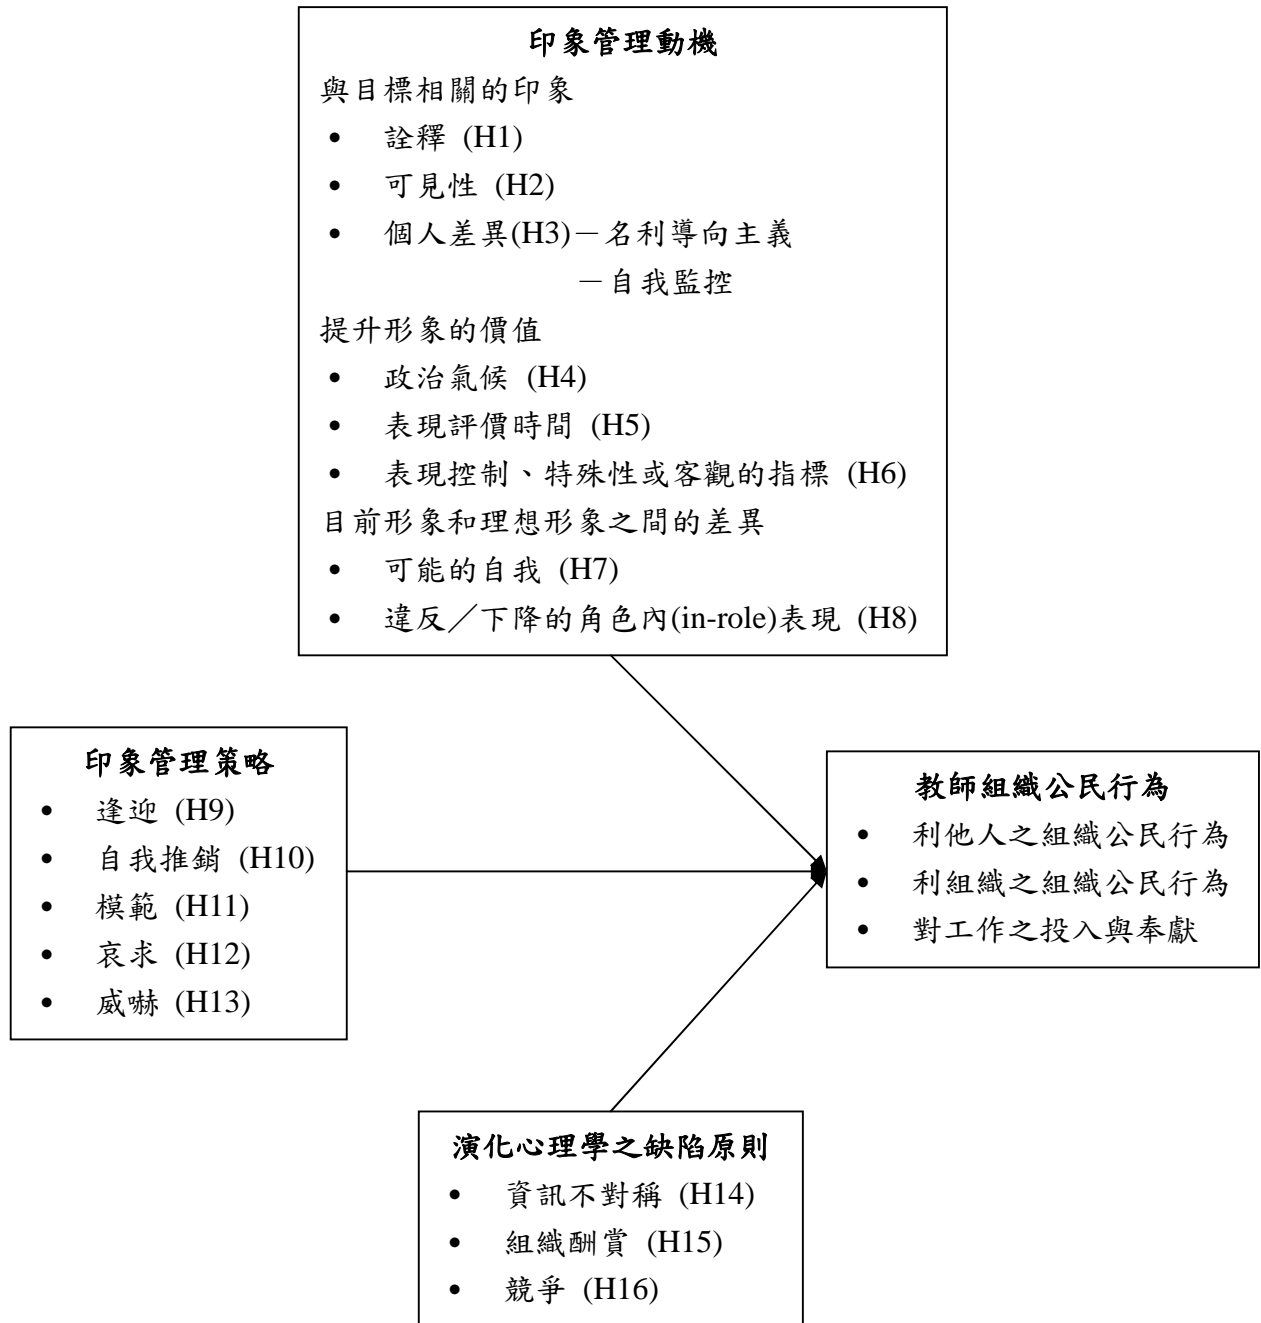 印象管理動機
與目標相關的印象
• 詮釋 (H1)
• 可見性 (H2)
• 個人差異(H3)－名利導向主義
－自我監控
提升形象的價值
• 政治氣候 (H4)
• 表現評價時間 (H5)
• 表現控制、特殊性或客觀的指標 (H6)
目前形象和理想形象之間的差異
• 可能的自我 (H7)
• 違反／下降的角色內(in-role)表現 (H8)
印象管理策略
• 逢迎 (H9)
• 自我推銷 (H10)
• 模範 (H11)
• 哀求 (H12)
• 威嚇 (H13)
教師組織公民行為
• 利他人之組織公民行為
• 利組織之組織公民行為
• 對工作之投入與奉獻
演化心理學之缺陷原則
• 資訊不對稱 (H14)
• 組織酬賞 (H15)
• 競爭 (H16)